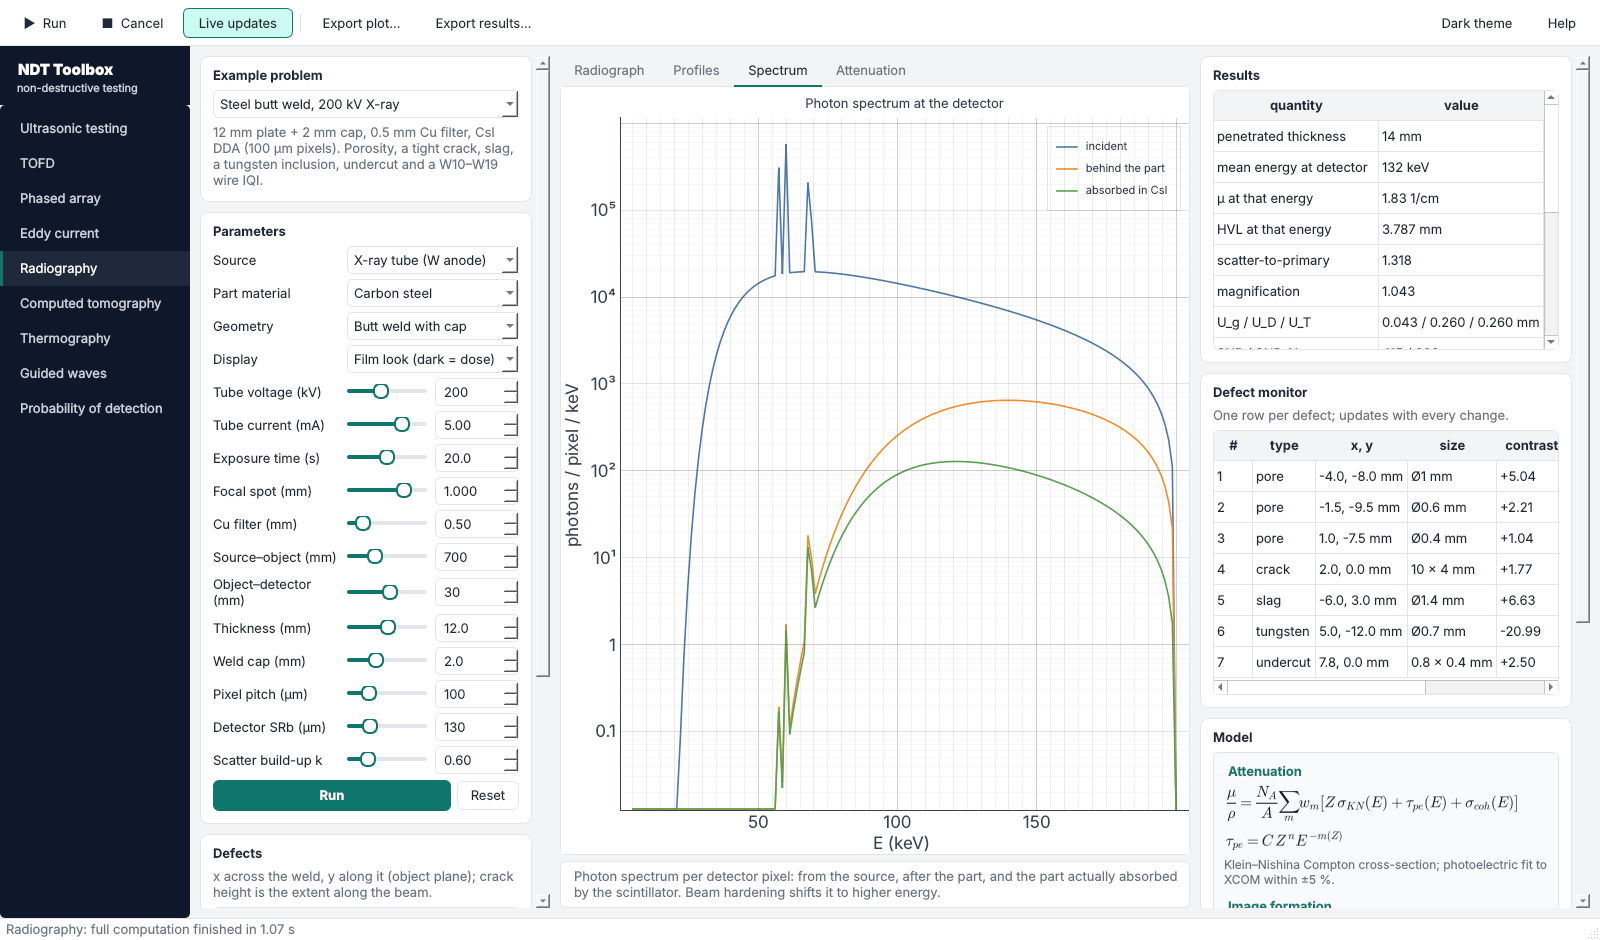 Run
Cancel
Live updates
Export plot...
Export results...
Dark theme
Help
NDT Toolbox
non-destructive testing
Ultrasonic testing
TOFD
Phased array
Eddy current
Radiography
Computed tomography
Thermography
Guided waves
Probability of detection
Example problem
Steel butt weld, 200 kV X-ray
12 mm plate + 2 mm cap, 0.5 mm Cu filter, CsI
DDA (100 µm pixels). Porosity, a tight crack, slag,
a tungsten inclusion, undercut and a W10–W19
wire IQI.
Parameters
Source X-ray tube (W anode)
Part material Carbon steel
Geometry Butt weld with cap
Display Film look (dark = dose)
Tube voltage (kV) 200
Tube current (mA) 5.00
Exposure time (s) 20.0
Focal spot (mm) 1.000
Cu filter (mm) 0.50
Source–object (mm) 700
Object–detector
(mm) 30
Thickness (mm) 12.0
Weld cap (mm) 2.0
Pixel pitch (µm) 100
Detector SRb (µm) 130
Scatter build-up k 0.60
Run
Reset
Defects
x across the weld, y along it (object plane); crack
height is the extent along the beam.
Radiography
Profiles
Spectrum
Attenuation
Photon spectrum at the detector
incident
behind the part
absorbed in CsI
photons / pixel / keV
10⁵
10⁴
10³
10²
10¹
1
0.1
50
100
150
E (keV)
Photon spectrum per detector pixel: from the source, after the part, and the part actually absorbed
by the scintillator. Beam hardening shifts it to higher energy.
Results
quantity value
penetrated thickness 14 mm
mean energy at detector 132 keV
µ at that energy 1.83 1/cm
HVL at that energy 3.787 mm
scatter-to-primary 1.318
magnification 1.043
U_g / U_D / U_T 0.043 / 0.260 / 0.260 mm
Defect monitor
One row per defect; updates with every change.
# type x, y size contrast
1 pore -4.0, -8.0 mm Ø1 mm +5.04
2 pore -1.5, -9.5 mm Ø0.6 mm +2.21
3 pore 1.0, -7.5 mm Ø0.4 mm +1.04
4 crack 2.0, 0.0 mm 10 × 4 mm +1.77
5 slag -6.0, 3.0 mm Ø1.4 mm +6.63
6 tungsten 5.0, -12.0 mm Ø0.7 mm -20.99
7 undercut 7.8, 0.0 mm 0.8 × 0.4 mm +2.50
Model
Attenuation
μ/ρ = N_A/A ∑_m w_m[Z σ_KN(E) + τ_pe(E) + σ_coh(E)]
τ_pe = C Z^n E^−m(Z)
Klein–Nishina Compton cross-section; photoelectric fit to
XCOM within ±5 %.
Image formation
Radiography: full computation finished in 1.07 s